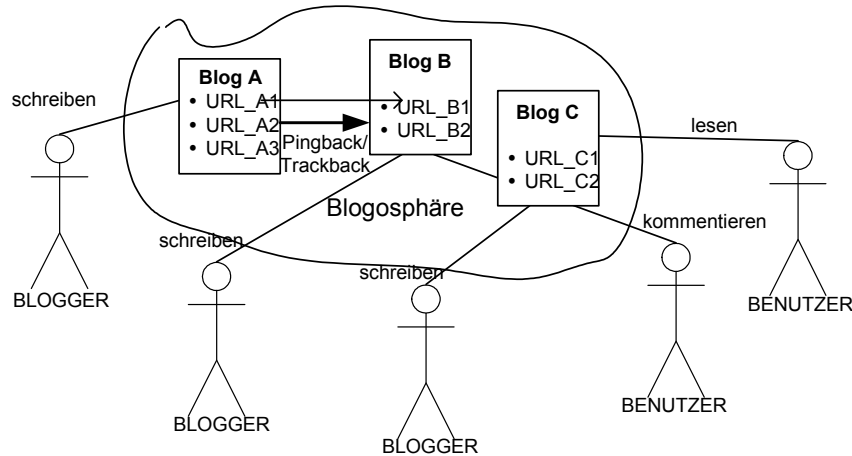 schreiben
Blog A
• URL_A1
• URL_A2
• URL_A3
Blog B
• URL_B1
• URL_B2
Pingback/
Trackback
Blog C
• URL_C1
• URL_C2
lesen
Blogosphäre
kommentieren
schreiben
schreiben
BLOGGER
BENUTZER
BENUTZER
BLOGGER
BLOGGER